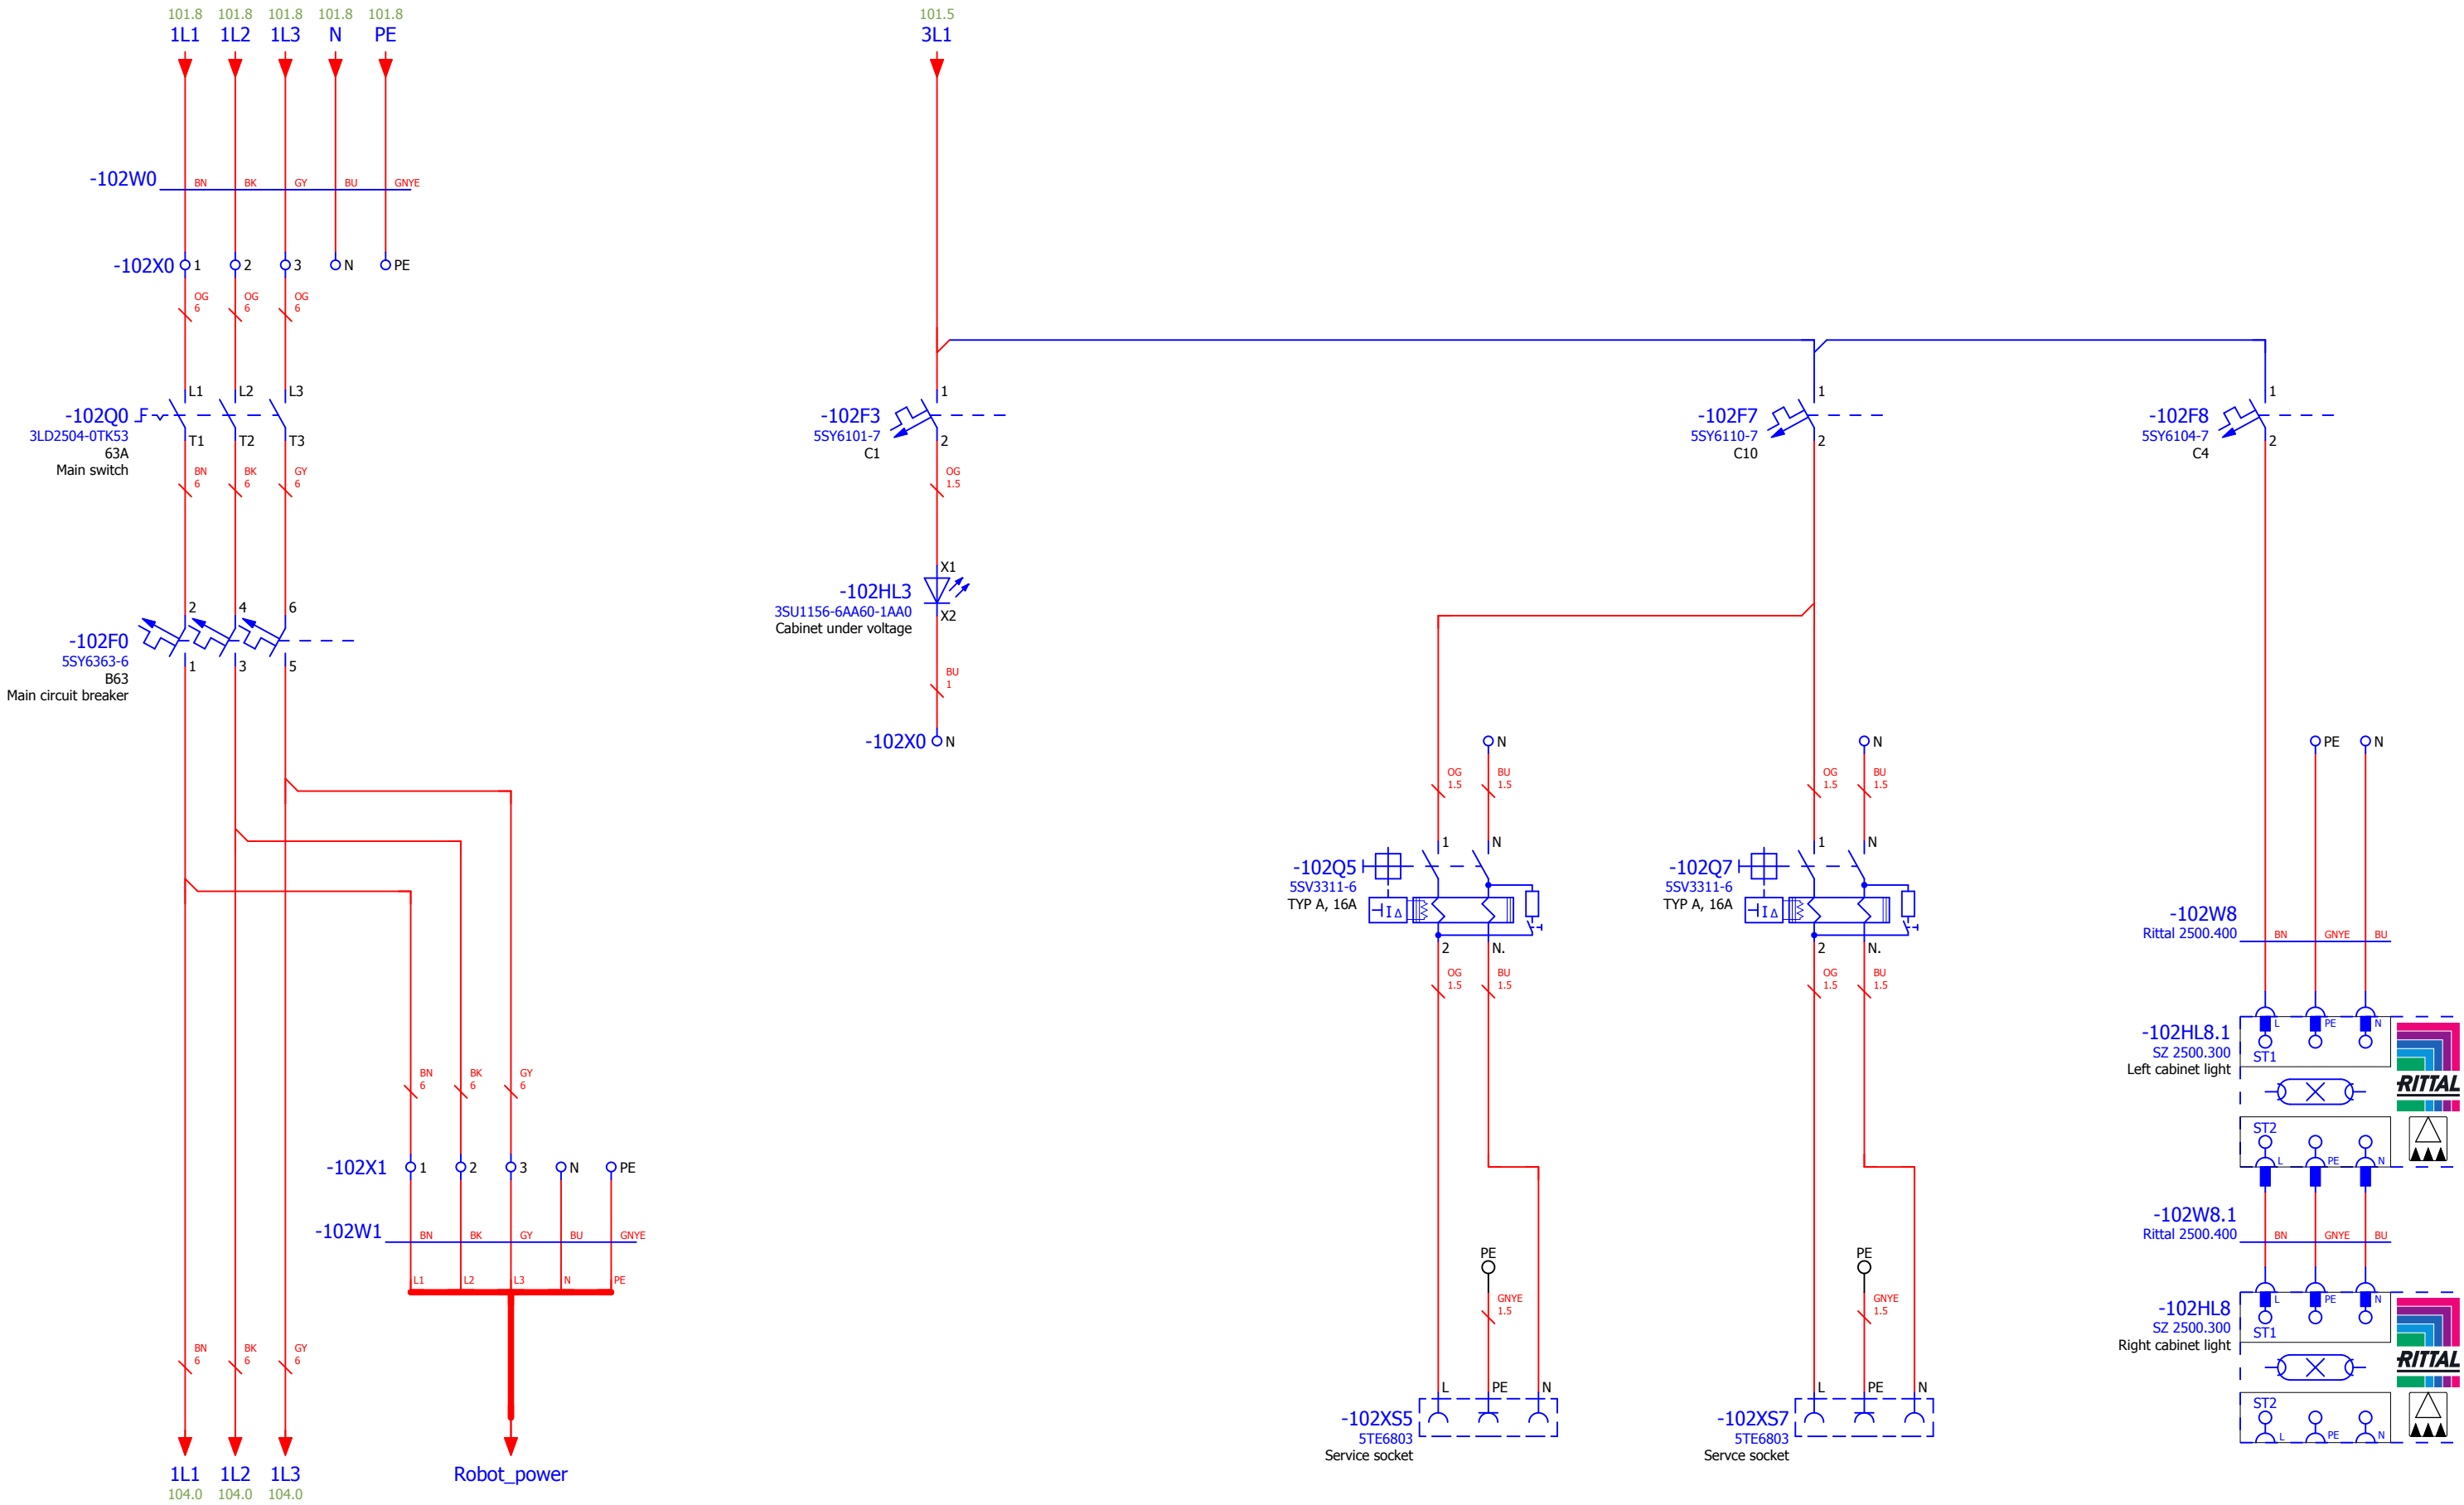 101.8 101.8 101.8 101.8 101.8
1L1 1L2 1L3 N PE
101.5
3L1
-102W0 BN BK GY BU GNYE
-102X0 1 2 3 N PE
OG OG OG
6 6 6
L1 L2 L3
-102Q0
3LD2504-0TK53
63A
Main switch
T1 T2 T3
BN BK GY
6 6 6
2 4 6
-102F0
5SY6363-6
B63
Main circuit breaker
1 3 5
BN BK GY
6 6 6
-102X1 1 2 3 N PE
-102W1 BN BK GY BU GNYE
L1 L2 L3 N PE
BN BK GY
6 6 6
1L1 1L2 1L3
104.0 104.0 104.0
Robot_power
1
-102F3
5SY6101-7
C1
2
OG
1.5
X1
-102HL3
3SU1156-6AA60-1AA0
Cabinet under voltage
X2
BU
1
-102X0 N
1
-102F7
5SY6110-7
C10
2
N
OG BU
1.5 1.5
1 N
-102Q5
5SV3311-6
TYP A, 16A
I Δ
2 N.
OG BU
1.5 1.5
PE
GNYE
1.5
L PE N
-102XS5
5TE6803
Service socket
N
OG BU
1.5 1.5
1 N
-102Q7
5SV3311-6
TYP A, 16A
I Δ
2 N.
OG BU
1.5 1.5
PE
GNYE
1.5
L PE N
-102XS7
5TE6803
Servce socket
1
-102F8
5SY6104-7
C4
2
PE N
-102W8
Rittal 2500.400
BN GNYE BU
L PE N
-102HL8.1
SZ 2500.300
Left cabinet light
ST1
RITTAL
ST2
L PE N
-102W8.1
Rittal 2500.400
BN GNYE BU
L PE N
-102HL8
SZ 2500.300
Right cabinet light
ST1
RITTAL
ST2
L PE N